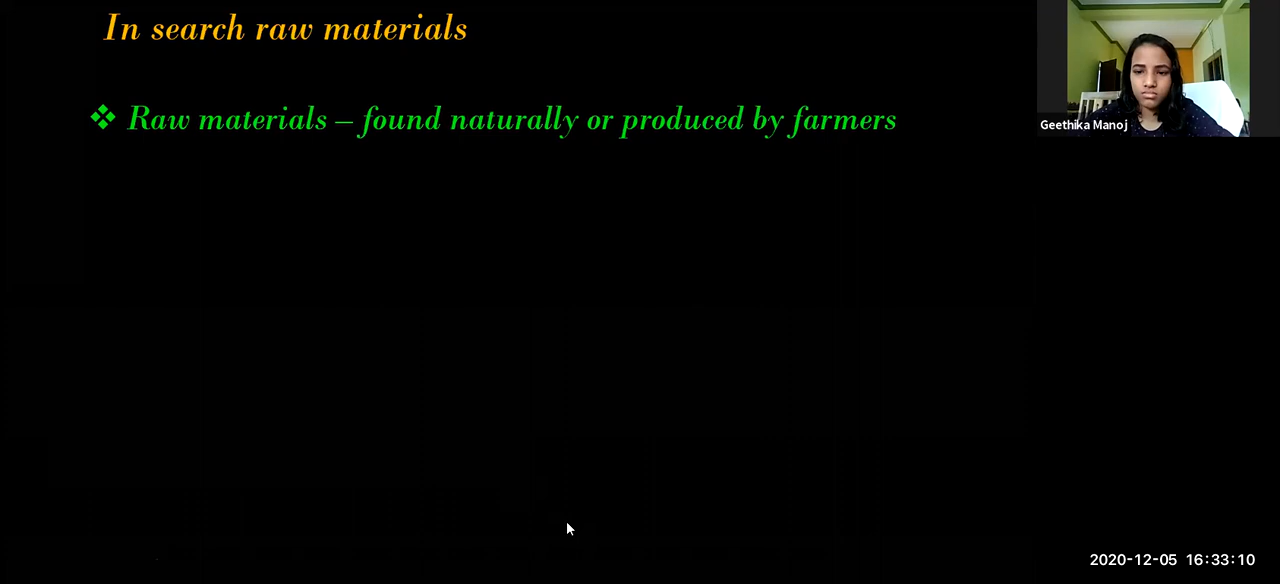 In search raw materials
❖ Raw materials – found naturally or produced by farmers
Geethika Manoj
2020-12-05 16:33:10